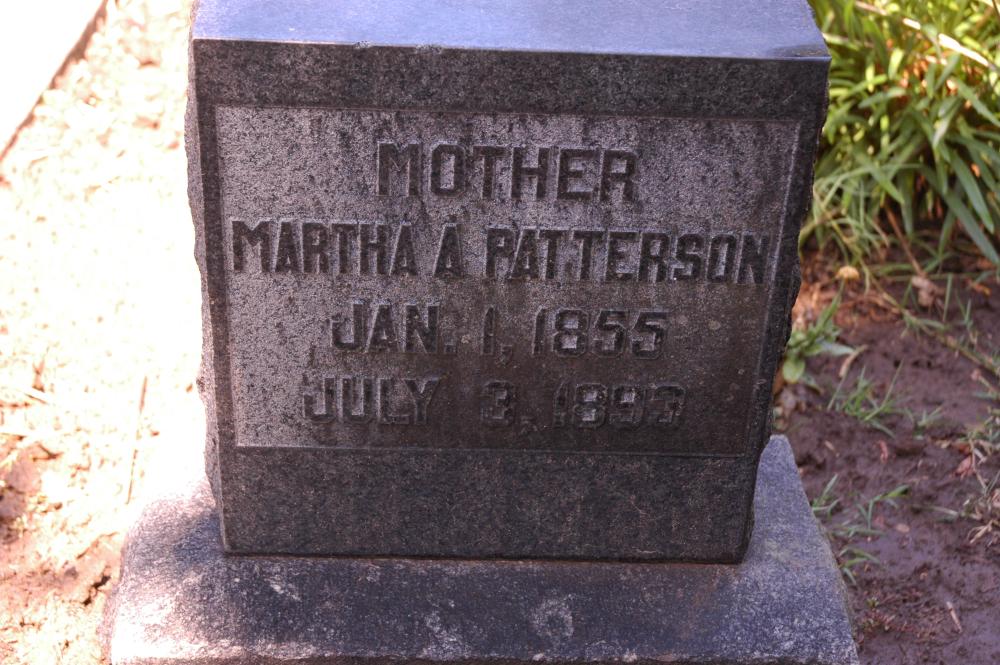 MOTHER
MARTHA A PATTERSON
JAN. 1, 1855
JULY 3, 1893